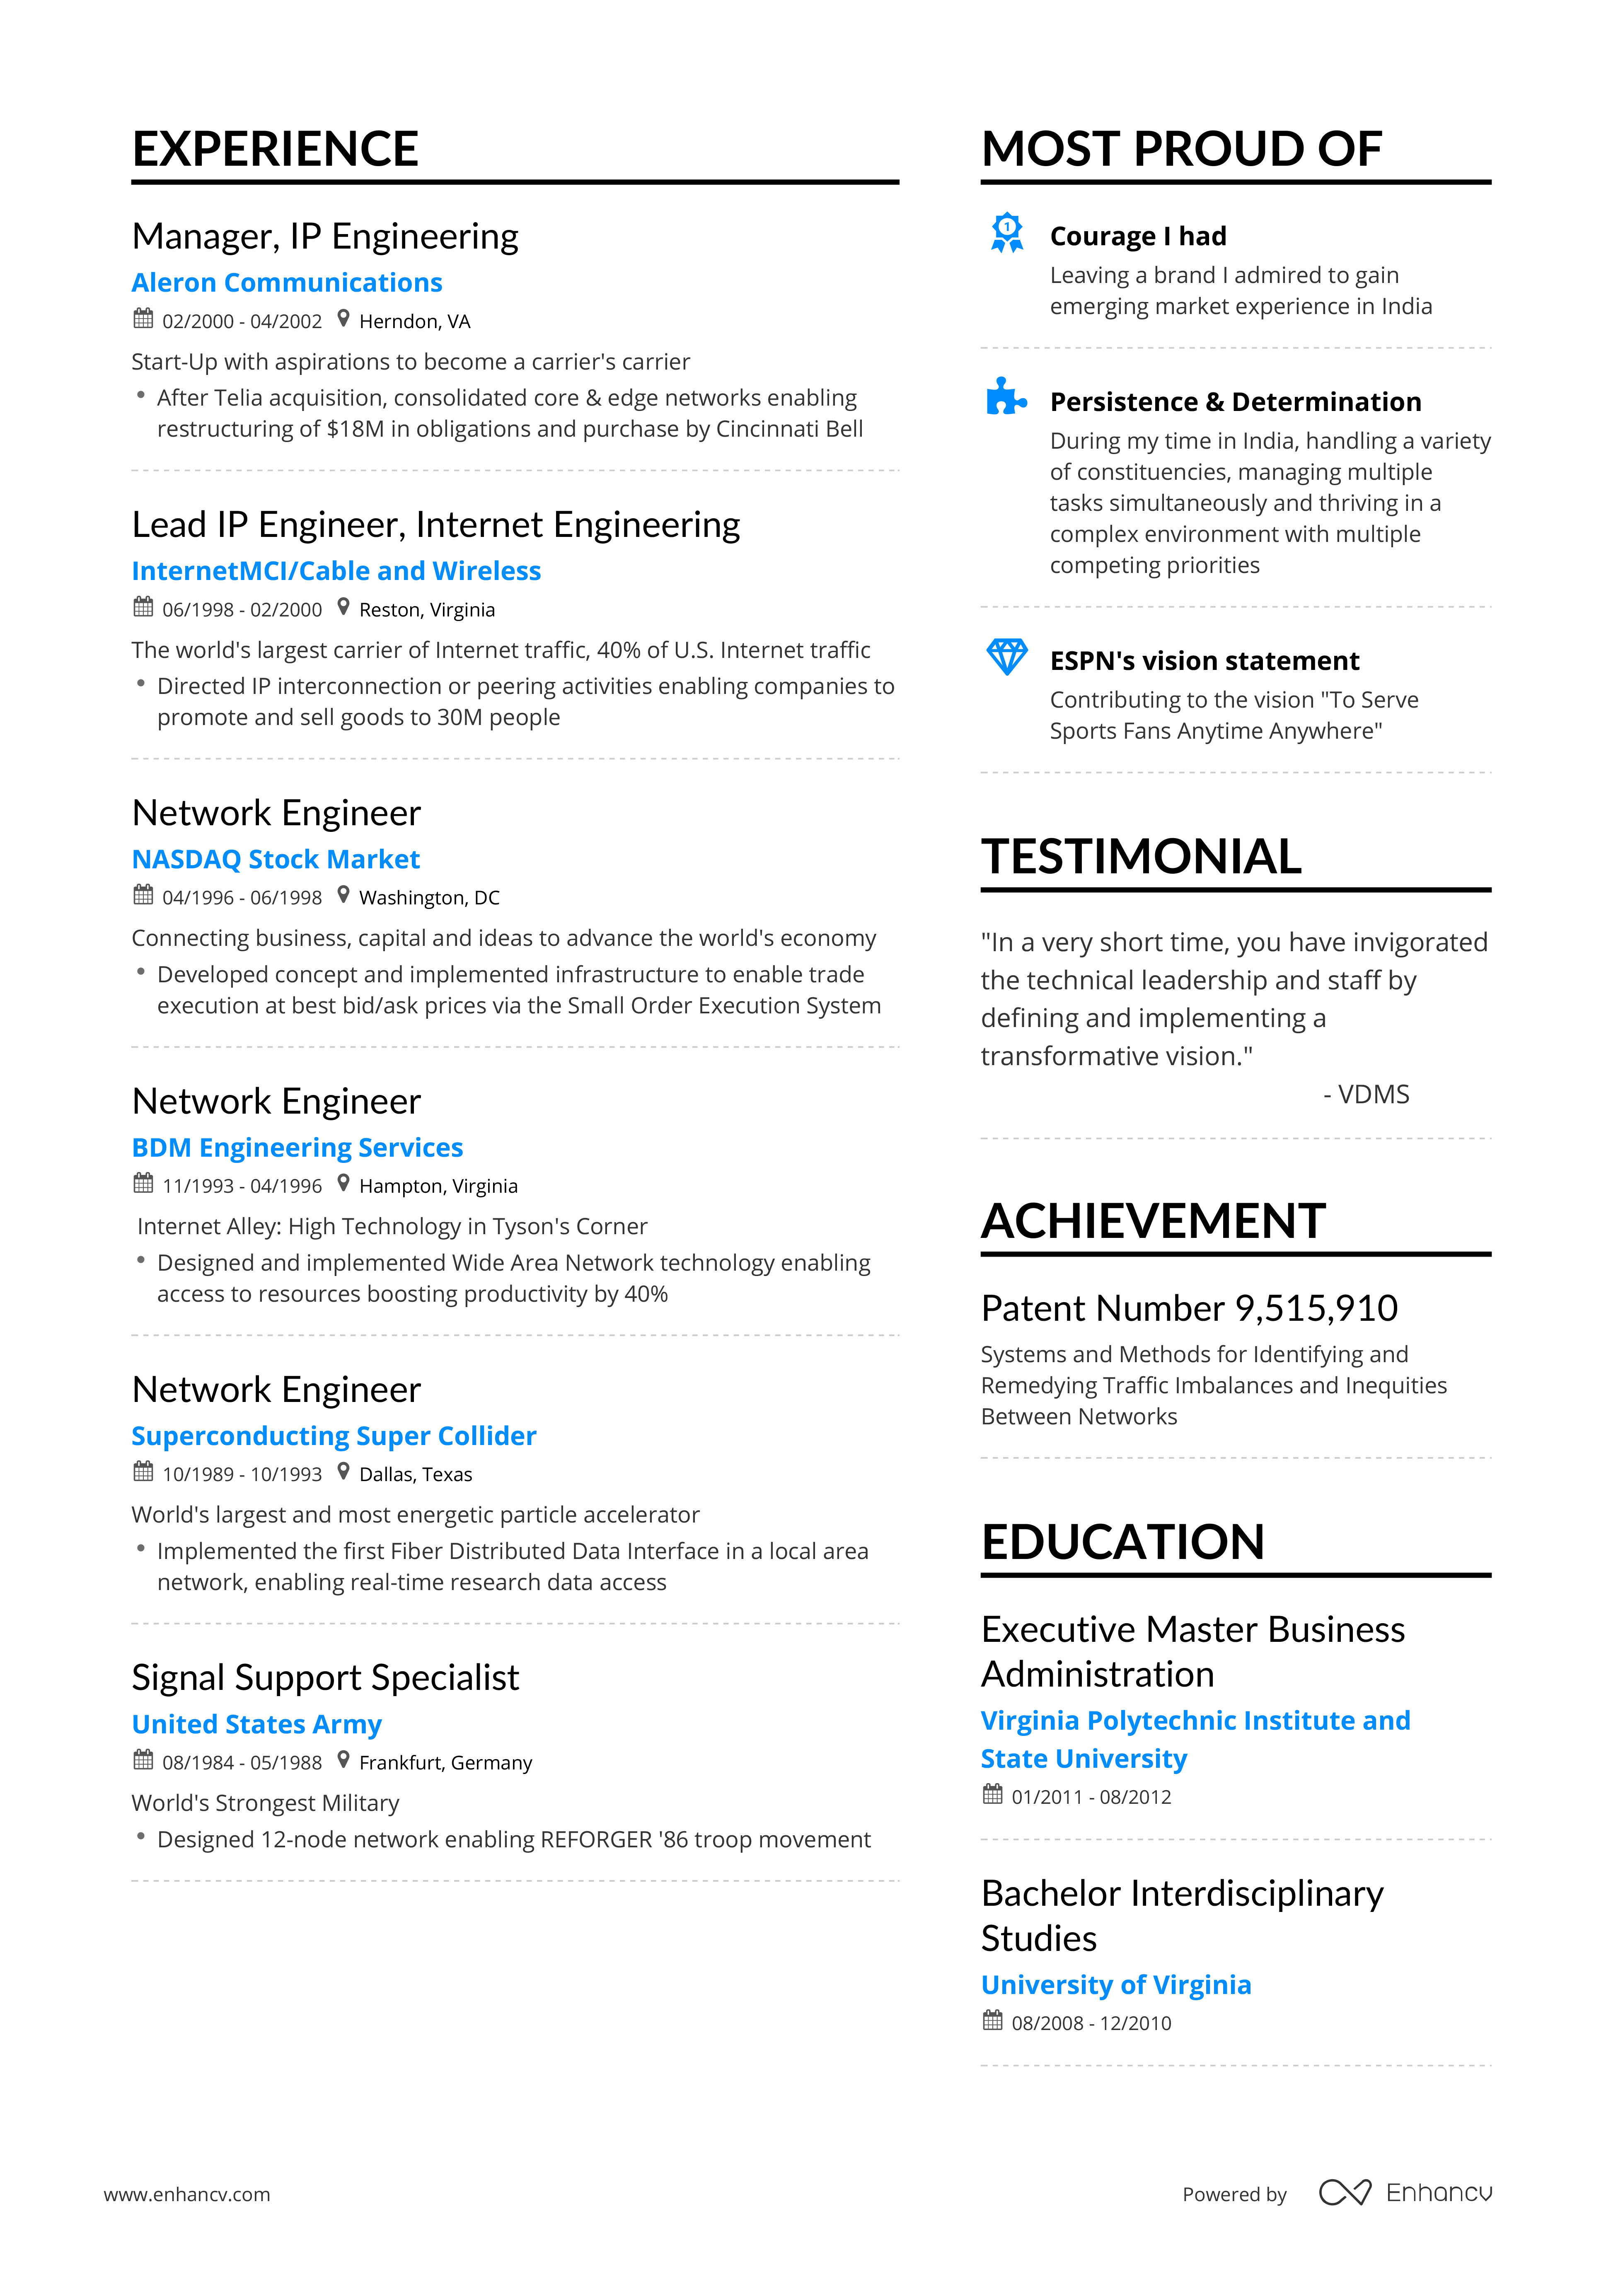 EXPERIENCE
Manager, IP Engineering
Aleron Communications
02/2000 - 04/2002 Herndon, VA
Start-Up with aspirations to become a carrier's carrier
• After Telia acquisition, consolidated core & edge networks enabling
restructuring of $18M in obligations and purchase by Cincinnati Bell
Lead IP Engineer, Internet Engineering
InternetMCI/Cable and Wireless
06/1998 - 02/2000 Reston, Virginia
The world's largest carrier of Internet traffic, 40% of U.S. Internet traffic
• Directed IP interconnection or peering activities enabling companies to
promote and sell goods to 30M people
Network Engineer
NASDAQ Stock Market
04/1996 - 06/1998 Washington, DC
Connecting business, capital and ideas to advance the world's economy
• Developed concept and implemented infrastructure to enable trade
execution at best bid/ask prices via the Small Order Execution System
Network Engineer
BDM Engineering Services
11/1993 - 04/1996 Hampton, Virginia
Internet Alley: High Technology in Tyson's Corner
• Designed and implemented Wide Area Network technology enabling
access to resources boosting productivity by 40%
Network Engineer
Superconducting Super Collider
10/1989 - 10/1993 Dallas, Texas
World's largest and most energetic particle accelerator
• Implemented the first Fiber Distributed Data Interface in a local area
network, enabling real-time research data access
Signal Support Specialist
United States Army
08/1984 - 05/1988 Frankfurt, Germany
World's Strongest Military
• Designed 12-node network enabling REFORGER '86 troop movement
MOST PROUD OF
1
Courage I had
Leaving a brand I admired to gain
emerging market experience in India
Persistence & Determination
During my time in India, handling a variety
of constituencies, managing multiple
tasks simultaneously and thriving in a
complex environment with multiple
competing priorities
ESPN's vision statement
Contributing to the vision "To Serve
Sports Fans Anytime Anywhere"
TESTIMONIAL
"In a very short time, you have invigorated
the technical leadership and staff by
defining and implementing a
transformative vision."
- VDMS
ACHIEVEMENT
Patent Number 9,515,910
Systems and Methods for Identifying and
Remedying Traffic Imbalances and Inequities
Between Networks
EDUCATION
Executive Master Business
Administration
Virginia Polytechnic Institute and
State University
01/2011 - 08/2012
Bachelor Interdisciplinary
Studies
University of Virginia
08/2008 - 12/2010
www.enhancv.com
Powered by Enhancv